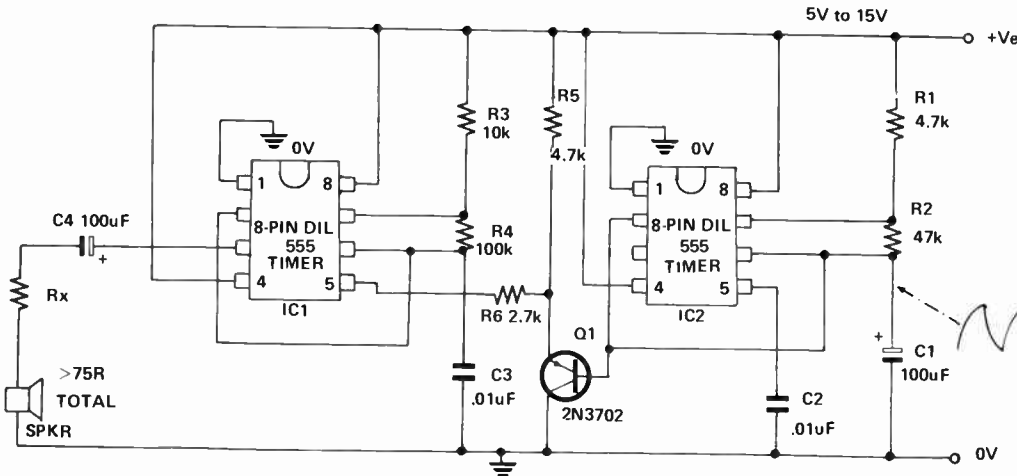 5V to 15V
+Ve
R1
4.7k
R5
4.7k
R3
10k
0V
0V
1
8
1
8
R2
47k
C4 100uF
8-PIN DIL
555
TIMER
R4
100k
8-PIN DIL
555
TIMER
4
5
4
5
IC1
IC2
Rx
R6 2.7k
Q1
+
+
C1
100uF
>75R
TOTAL
SPKR
C3
.01uF
2N3702
C2
.01uF
0V